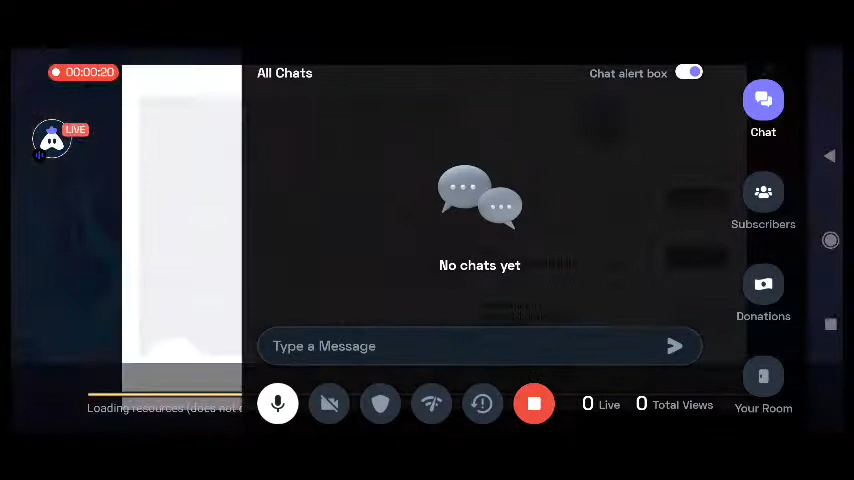 00:00:20
All Chats
Chat alert box
LIVE
Chat
Subscribers
No chats yet
Donations
Type a Message
0 Live 0 Total Views
Your Room
Loading resources (does not